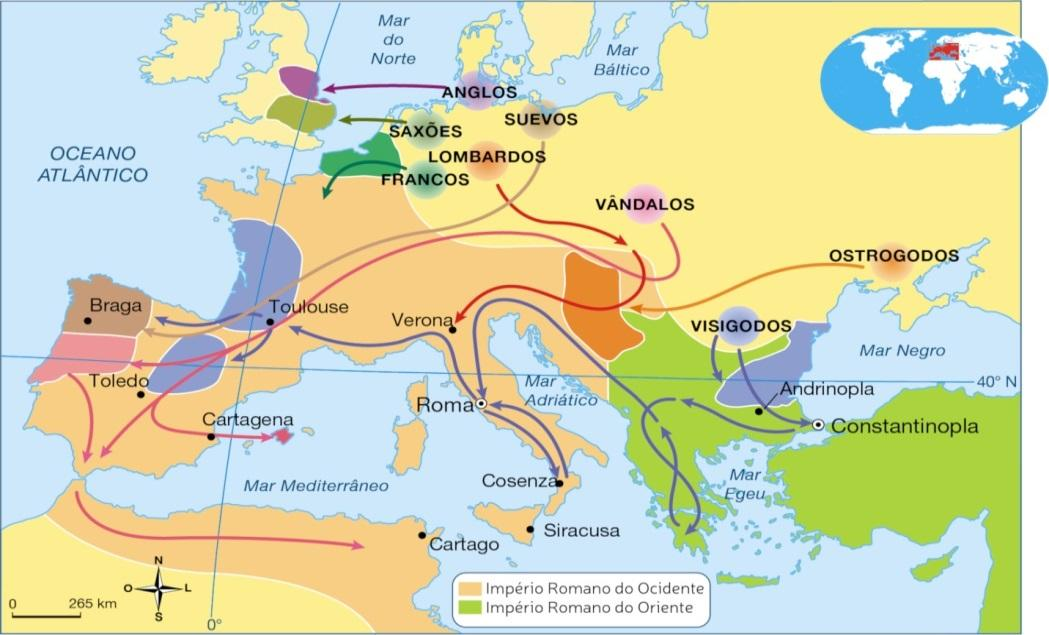 Mar
do
Norte
Mar
Báltico
ANGLOS
SUEVOS
SAXÕES
OCEANO
ATLÂNTICO
LOMBARDOS
FRANCOS
VÂNDALOS
OSTROGODOS
Braga
Toulouse
Verona
VISIGODOS
Mar Negro
40° N
Toledo
Mar
Adriático
Andrinopla
Roma
Cartagena
Constantinopla
Mar Mediterrâneo
Cosenza
Mar
Egeu
Siracusa
Cartago
N
O
L
S
0
265 km
0°
Império Romano do Ocidente
Império Romano do Oriente